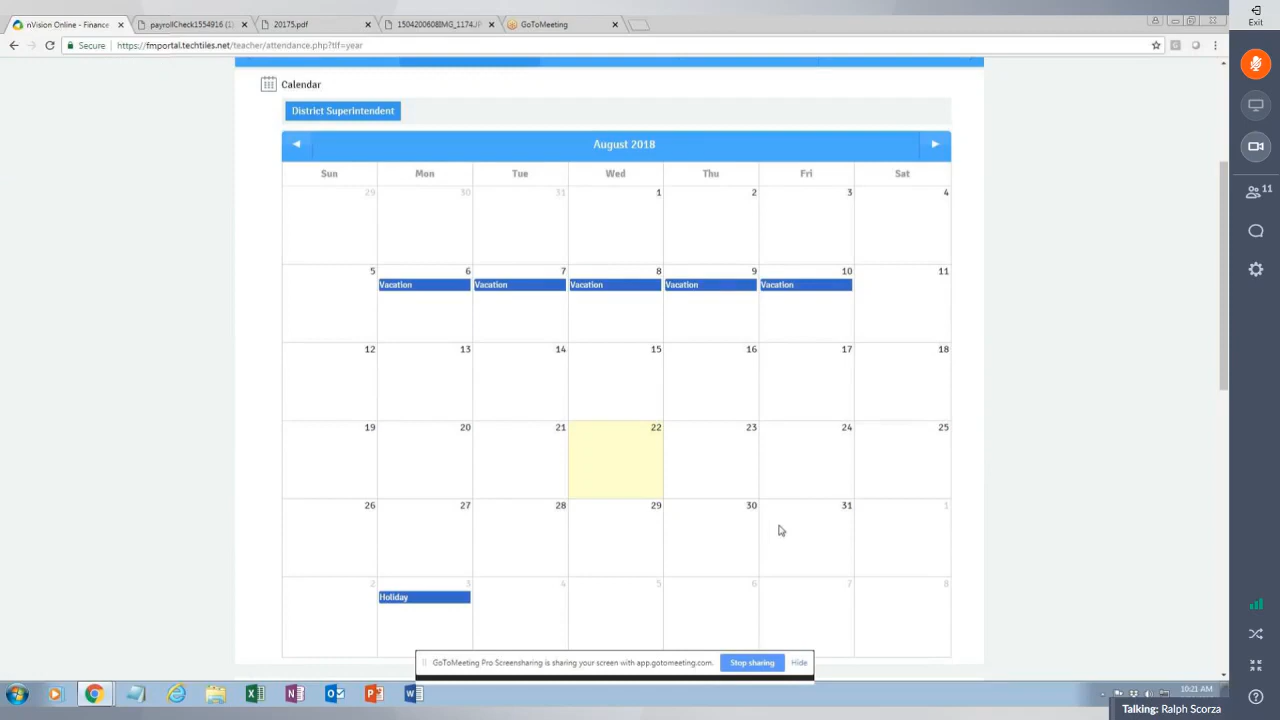 nVision Online - Finance
payrollCheck1554916 (1)
20175.pdf
1504200608IMG_1174.JP
GoToMeeting
Exit
Secure
https://fmportal.techtiles.net/teacher/attendance.php?tlf=year
Calendar
District Superintendent
August 2018
Sun Mon Tue Wed Thu Fri Sat
29 30 31 1 2 3 4
5 6 7 8 9 10 11
Vacation Vacation Vacation Vacation Vacation
12 13 14 15 16 17 18
19 20 21 22 23 24 25
26 27 28 29 30 31 1
2 3 4 5 6 7 8
Holiday
GoToMeeting Pro Screensharing is sharing your screen with app.gotomeeting.com.
Stop sharing
Hide
11
10:21 AM
Talking: Ralph Scorza